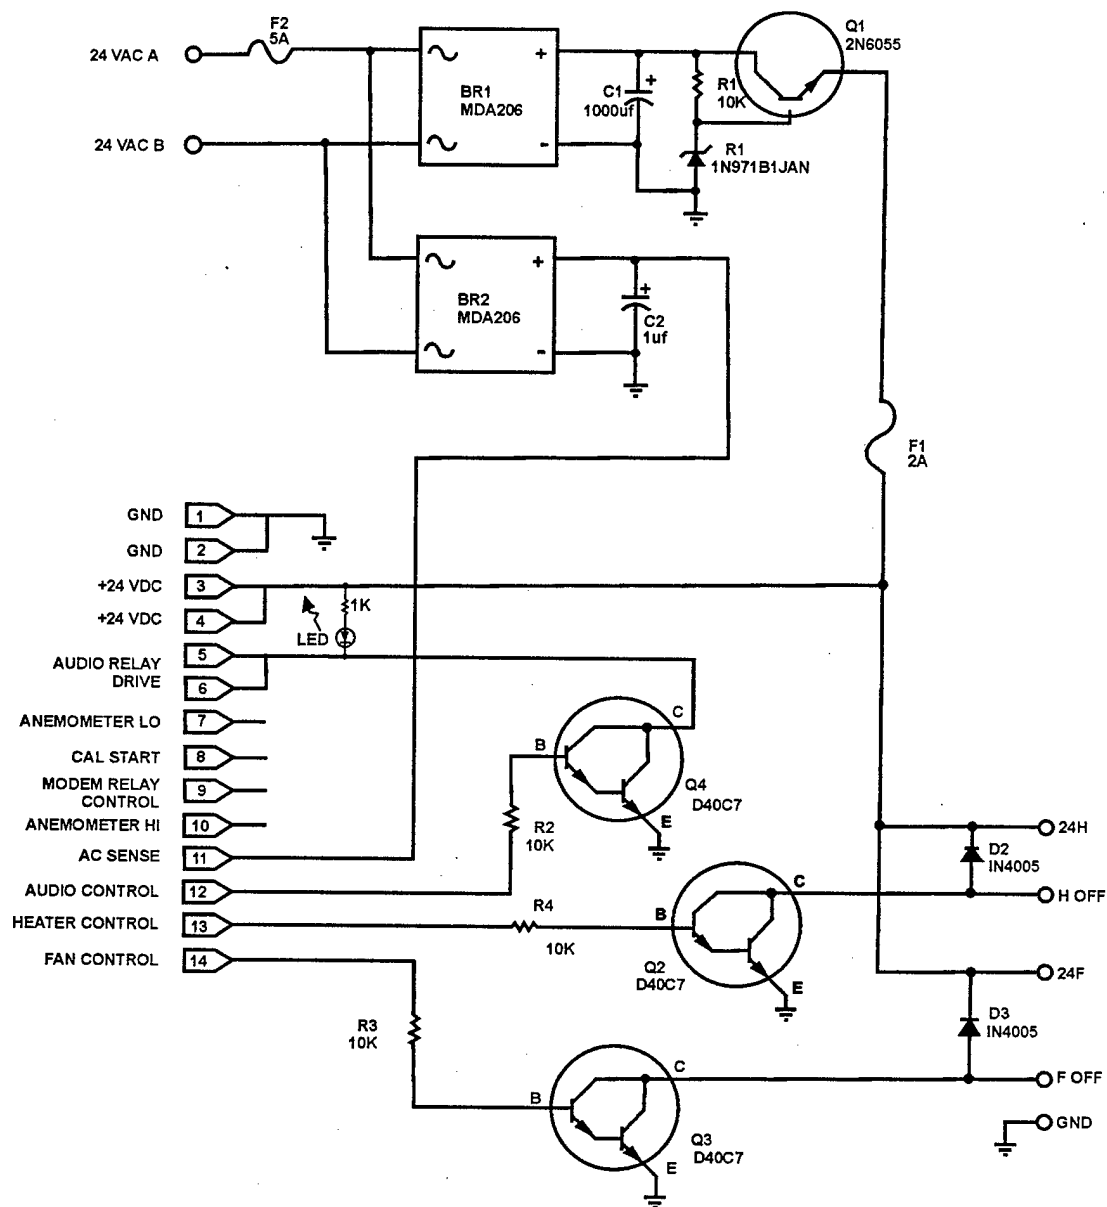 F2
5A
24 VAC A
24 VAC B
BR1
MDA206
+
-
C1
1000uf
+
R1
10K
R1
1N971B1JAN
Q1
2N6055
BR2
MDA206
+
-
+
C2
1uf
F1
2A
GND 1
GND 2
+24 VDC 3
+24 VDC 4
1K
LED
AUDIO RELAY
DRIVE
5
6
ANEMOMETER LO 7
CAL START 8
MODEM RELAY
CONTROL
9
ANEMOMETER HI 10
AC SENSE 11
AUDIO CONTROL 12
HEATER CONTROL 13
FAN CONTROL 14
B
C
E
Q4
D40C7
R2
10K
R4
10K
B
C
E
Q2
D40C7
R3
10K
B
C
E
Q3
D40C7
24H
D2
IN4005
H OFF
24F
D3
IN4005
F OFF
GND